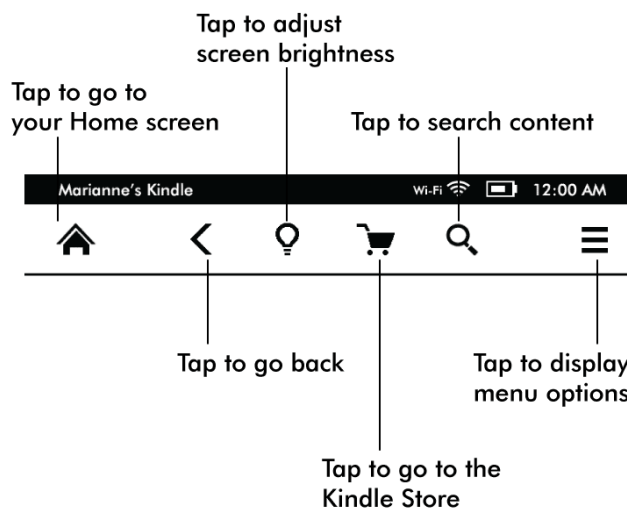 Tap to adjust
screen brightness
Tap to go to
your Home screen
Tap to search content
Marianne's Kindle Wi-Fi 12:00 AM
Tap to go back
Tap to display
menu options
Tap to go to the
Kindle Store